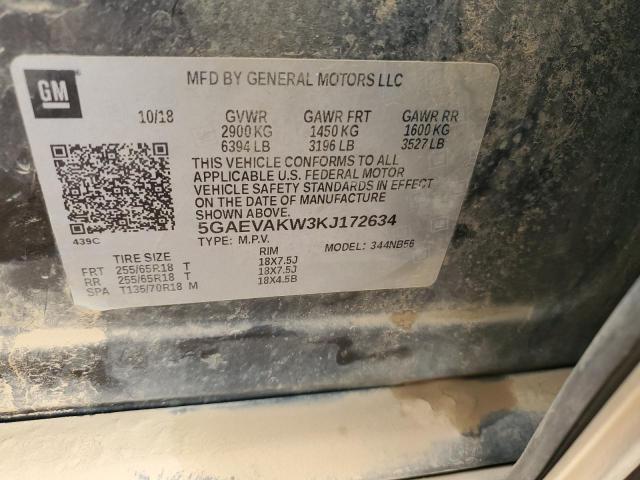 GM
MFD BY GENERAL MOTORS LLC
10/18 GVWR GAWR FRT GAWR RR
2900 KG 1450 KG 1600 KG
6394 LB 3196 LB 3527 LB
THIS VEHICLE CONFORMS TO ALL
APPLICABLE U.S. FEDERAL MOTOR
VEHICLE SAFETY STANDARDS IN EFFECT
ON THE DATE OF MANUFACTURE
SHOWN ABOVE.
439C
5GAEVAKW3KJ172634
TYPE: M.P.V. MODEL: 344NB56
TIRE SIZE RIM
FRT 255/65R18 T 18X7.5J
RR 255/65R18 T 18X7.5J
SPA T135/70R18 M 18X4.5B